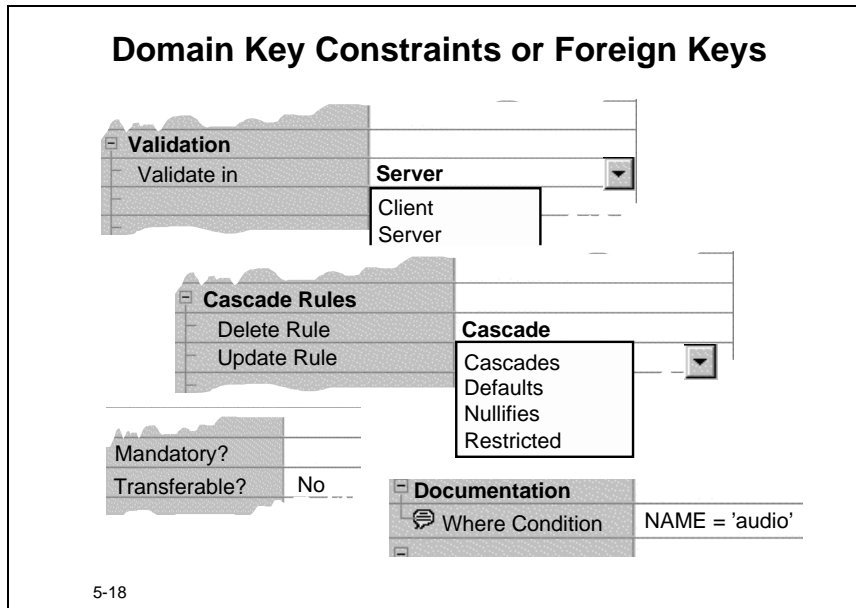 Domain Key Constraints or Foreign Keys
Validation
Validate in Server
Client
Server
Cascade Rules
Delete Rule Cascade
Update Rule
Cascades
Defaults
Nullifies
Restricted
Mandatory?
Transferable? No
Documentation
Where Condition NAME = ’audio’
5-18